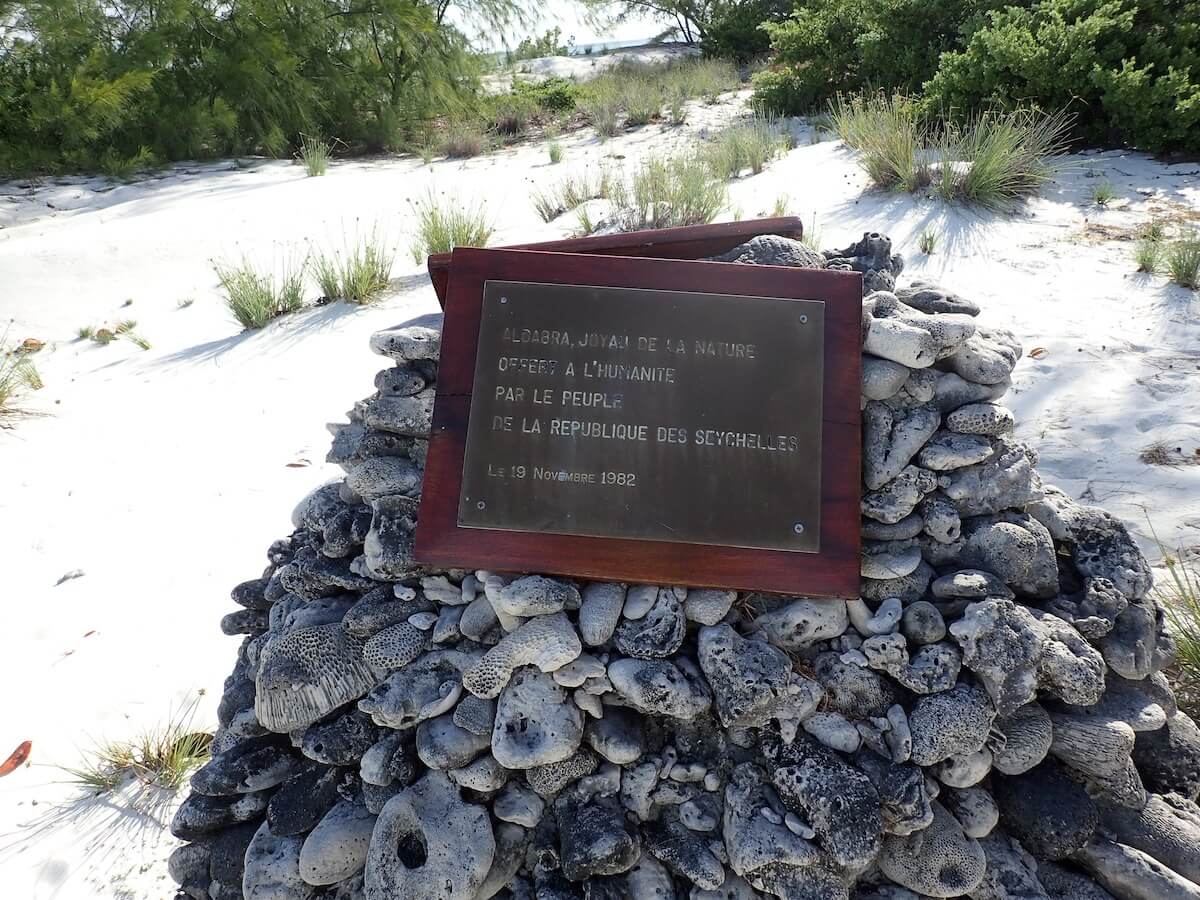 ALDABRA, JOYAU DE LA NATURE
OFFERT A L'HUMANITE
PAR LE PEUPLE
DE LA REPUBLIQUE DES SEYCHELLES
LE 19 NOVEMBRE 1982